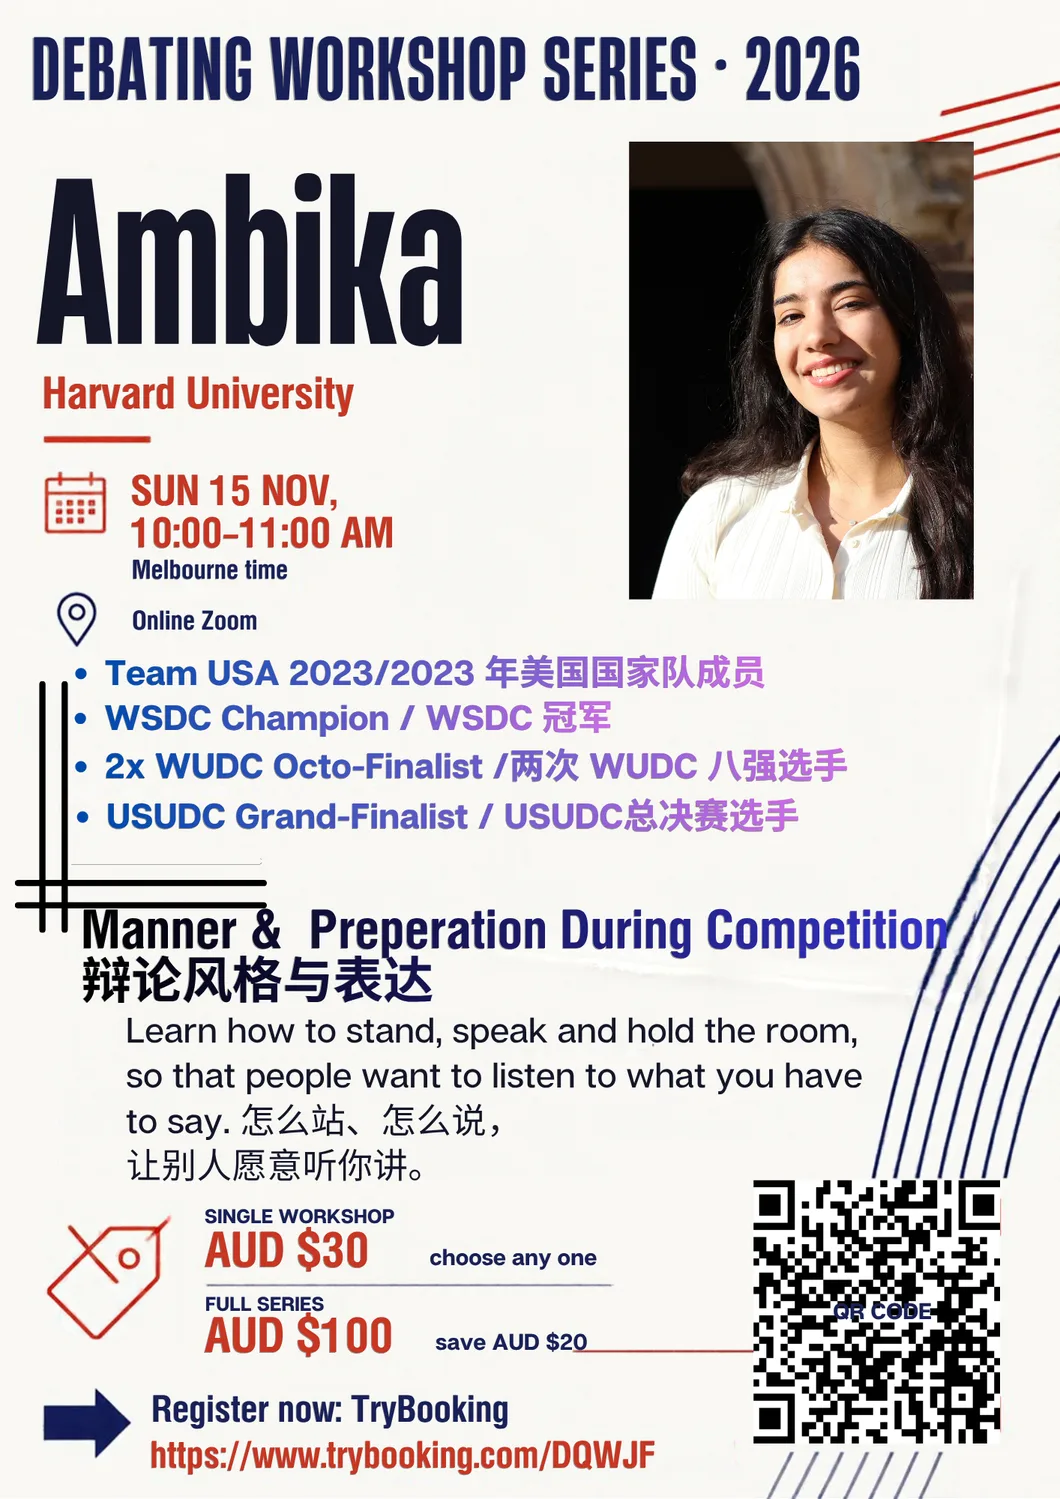 DEBATING WORKSHOP SERIES · 2026
Ambika
Harvard University
SUN 15 NOV,
10:00–11:00 AM
Melbourne time
Online Zoom
• Team USA 2023/2023 年美国国家队成员
• WSDC Champion / WSDC 冠军
• 2x WUDC Octo-Finalist /两次 WUDC 八强选手
• USUDC Grand-Finalist / USUDC总决赛选手
Manner & Preperation During Competition
辩论风格与表达
Learn how to stand, speak and hold the room,
so that people want to listen to what you have
to say. 怎么站、怎么说，
让别人愿意听你讲。
SINGLE WORKSHOP
AUD $30 choose any one
FULL SERIES
AUD $100 save AUD $20
QR CODE
Register now: TryBooking
https://www.trybooking.com/DQWJF